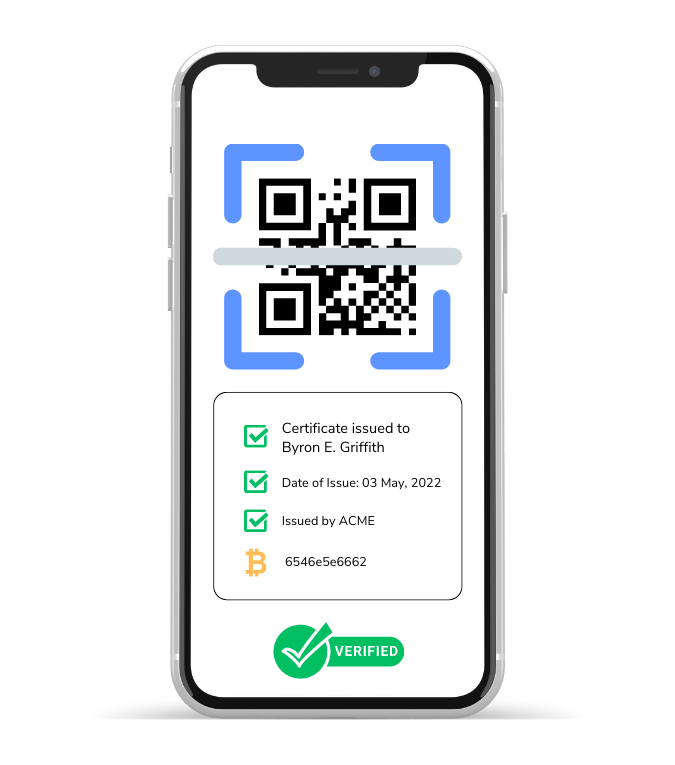 Certificate issued to
Byron E. Griffith
Date of Issue: 03 May, 2022
Issued by ACME
6546e5e6662
VERIFIED